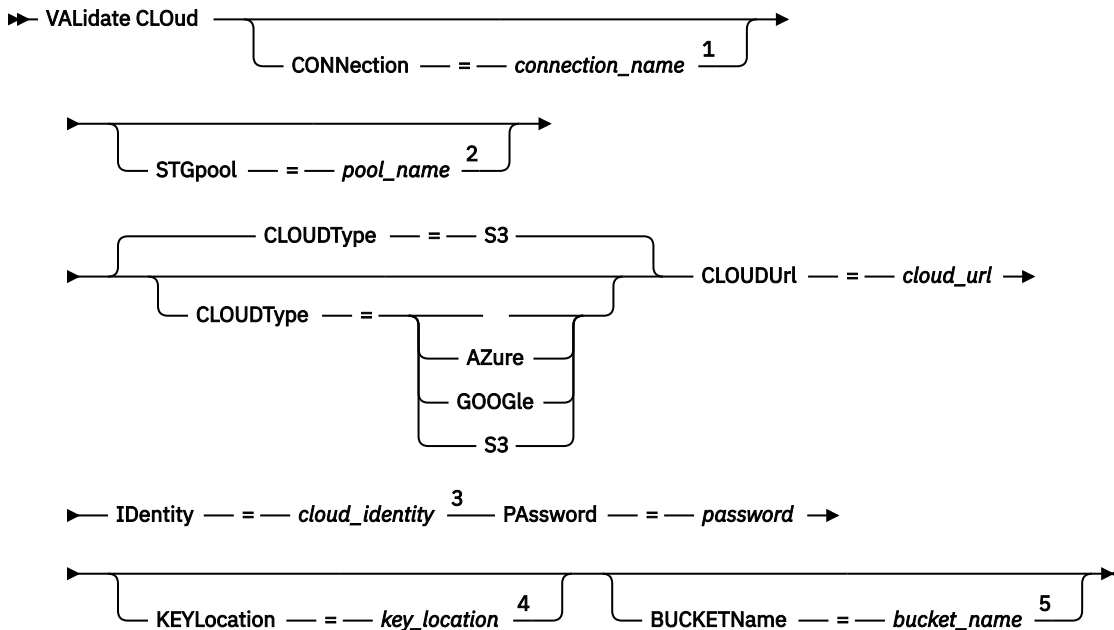 VALidate CLOud
CONNection = connection_name 1
STGpool = pool_name 2
CLOUDType = S3
CLOUDUrl = cloud_url
CLOUDType =
AZure
GOOGle
S3
IDentity = cloud_identity 3 PAssword = password
KEYLocation = key_location 4 BUCKETName = bucket_name 5